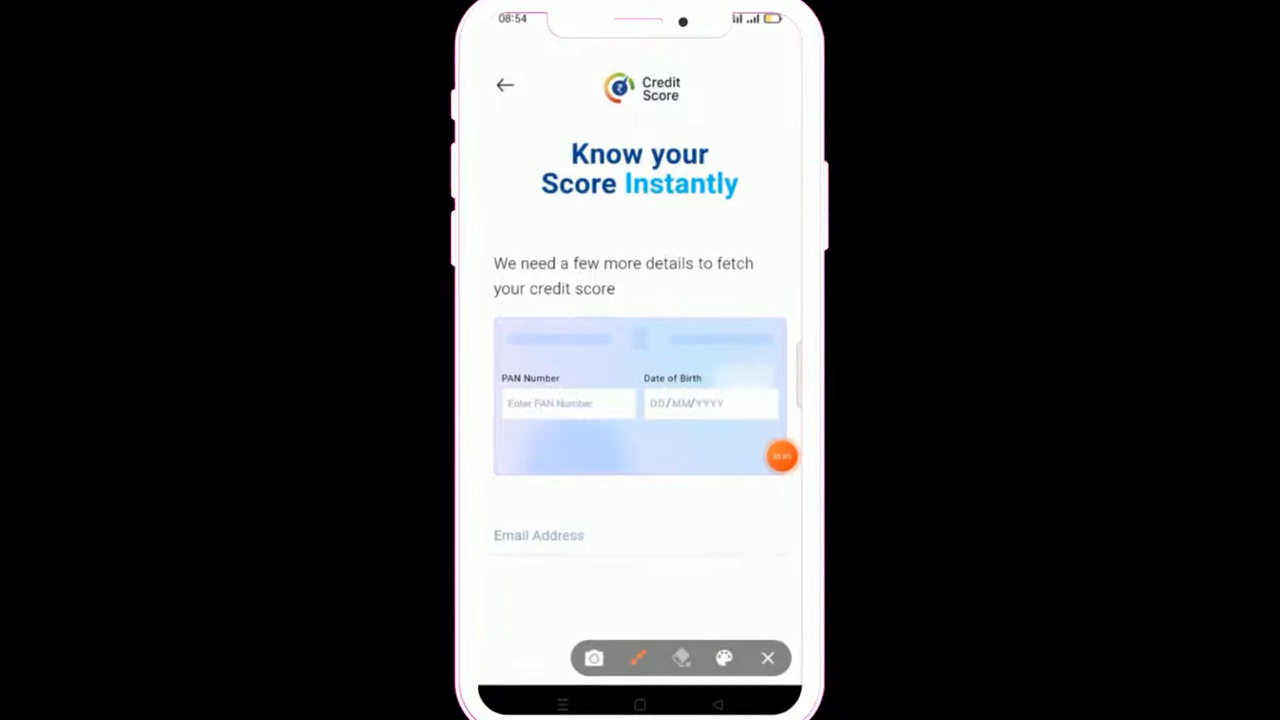 08:54
Credit
Score
Know your
Score Instantly
We need a few more details to fetch
your credit score
PAN Number Date of Birth
Enter PAN Number DD/MM/YYYY
Email Address